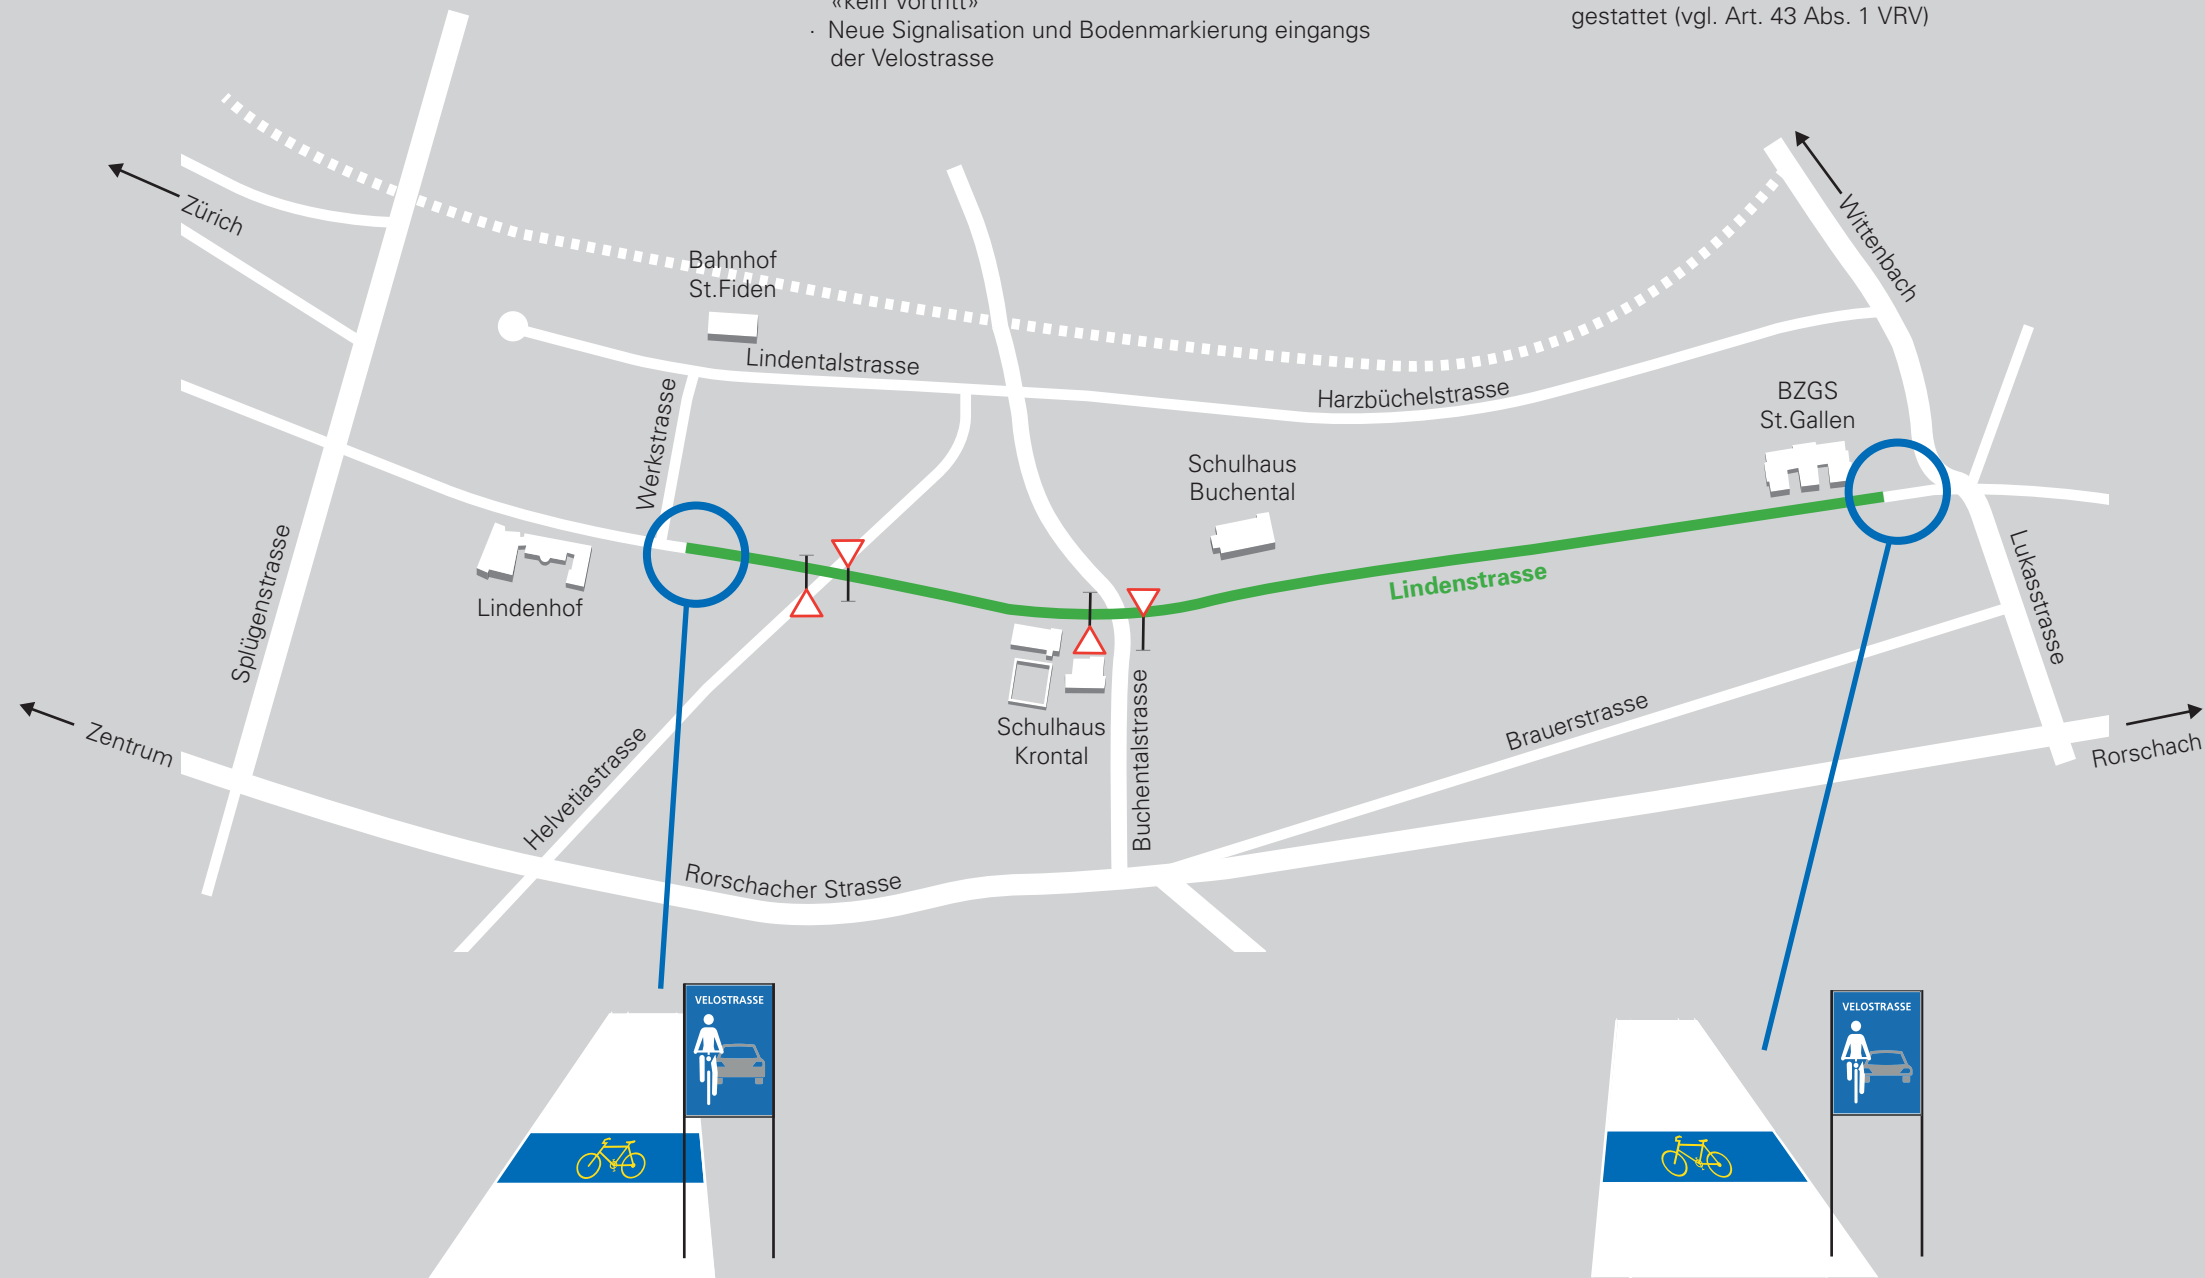 «kein Vortritt»
· Neue Signalisation und Bodenmarkierung eingangs
der Velostrasse
gestattet (vgl. Art. 43 Abs. 1 VRV)
Zürich
Wittenbach
Bahnhof
St.Fiden
Lindentalstrasse
Harzbüchelstrasse
BZGS
St.Gallen
Werkstrasse
Schulhaus
Buchental
Splügenstrasse
Lindenhof
Lindenstrasse
Lukasstrasse
Schulhaus
Krontal
Buchentalstrasse
Brauerstrasse
Zentrum
Rorschach
Helvetiastrasse
Rorschacher Strasse
VELOSTRASSE
VELOSTRASSE